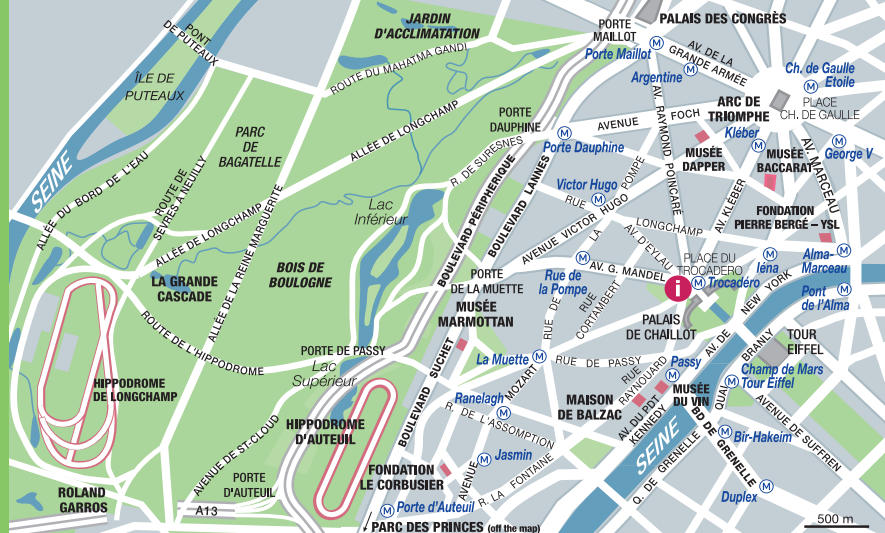 JARDIN
D'ACCLIMATATION
PORTE
MAILLOT
PALAIS DES CONGRÈS
PONT
DE PUTEAUX
Porte Maillot
M
AV. DE LA
GRANDE ARMÉE
ÎLE DE
PUTEAUX
ROUTE DU MAHATMA GANDI
Argentine
M
Ch. de Gaulle
Etoile
M
ARC DE
TRIOMPHE
PLACE
CH. DE GAULLE
PARC
DE
BAGATELLE
ALLÉE DE LONGCHAMP
PORTE
DAUPHINE
AVENUE
FOCH
M
Porte Dauphine
AV. RAYMOND POINCARÉ
Kléber
M
MUSÉE
DAPPER
MUSÉE
BACCARAT
AV. MARCEAU
M
George V
SEINE
ALLÉE DU BORD DE L'EAU
ROUTE DE
SÈVRES À NEUILLY
R. DE SURESNES
BOULEVARD PÉRIPHERIQUE
BOULEVARD LANNES
Victor Hugo
M
RUE
DE
LA
POMPE
AVENUE VICTOR HUGO
LONGCHAMP
AV. KLÉBER
AV. D'EYLAU
FONDATION
PIERRE BERGÉ – YSL
Lac
Inférieur
ALLÉE DE LONGCHAMP
ALLÉE DE LA REINE MARGUERITE
BOIS DE
BOULOGNE
LA GRANDE
CASCADE
PORTE
DE LA MUETTE
Rue de
la Pompe
M
AV. G. MANDEL
PLACE DU
TROCADERO
i
M
Trocadéro
M
Iéna
Alma-
Marceau
M
Pont
de l'Alma
M
RUE
CORTAMBERT
AV. DE NEW YORK
MUSÉE
MARMOTTAN
PALAIS
DE CHAILLOT
TOUR
EIFFEL
ROUTE DE L'HIPPODROME
PORTE DE PASSY
Lac
Supérieur
BOULEVARD SUCHET
La Muette
M
RUE DE PASSY
RUE
RAYNOUARD
Passy
M
QUAI BRANLY
Champ de Mars
Tour Eiffel
M
HIPPODROME
DE LONGCHAMP
MOZART
Ranelagh
M
MAISON
DE BALZAC
MUSÉE
DU VIN
AV. DU PDT
KENNEDY
R. DE L'ASSOMPTION
HIPPODROME
D'AUTEUIL
AVENUE DE ST-CLOUD
AVENUE DE SUFFREN
BD DE GRENELLE
M
Bir-Hakeim
SEINE
Q. DE GRENELLE
M
Jasmin
AVENUE
R. LA FONTAINE
FONDATION
LE CORBUSIER
Duplex
M
ROLAND
GARROS
PORTE
D'AUTEUIL
A13
M
Porte d'Auteuil
PARC DES PRINCES (off the map)
500 m